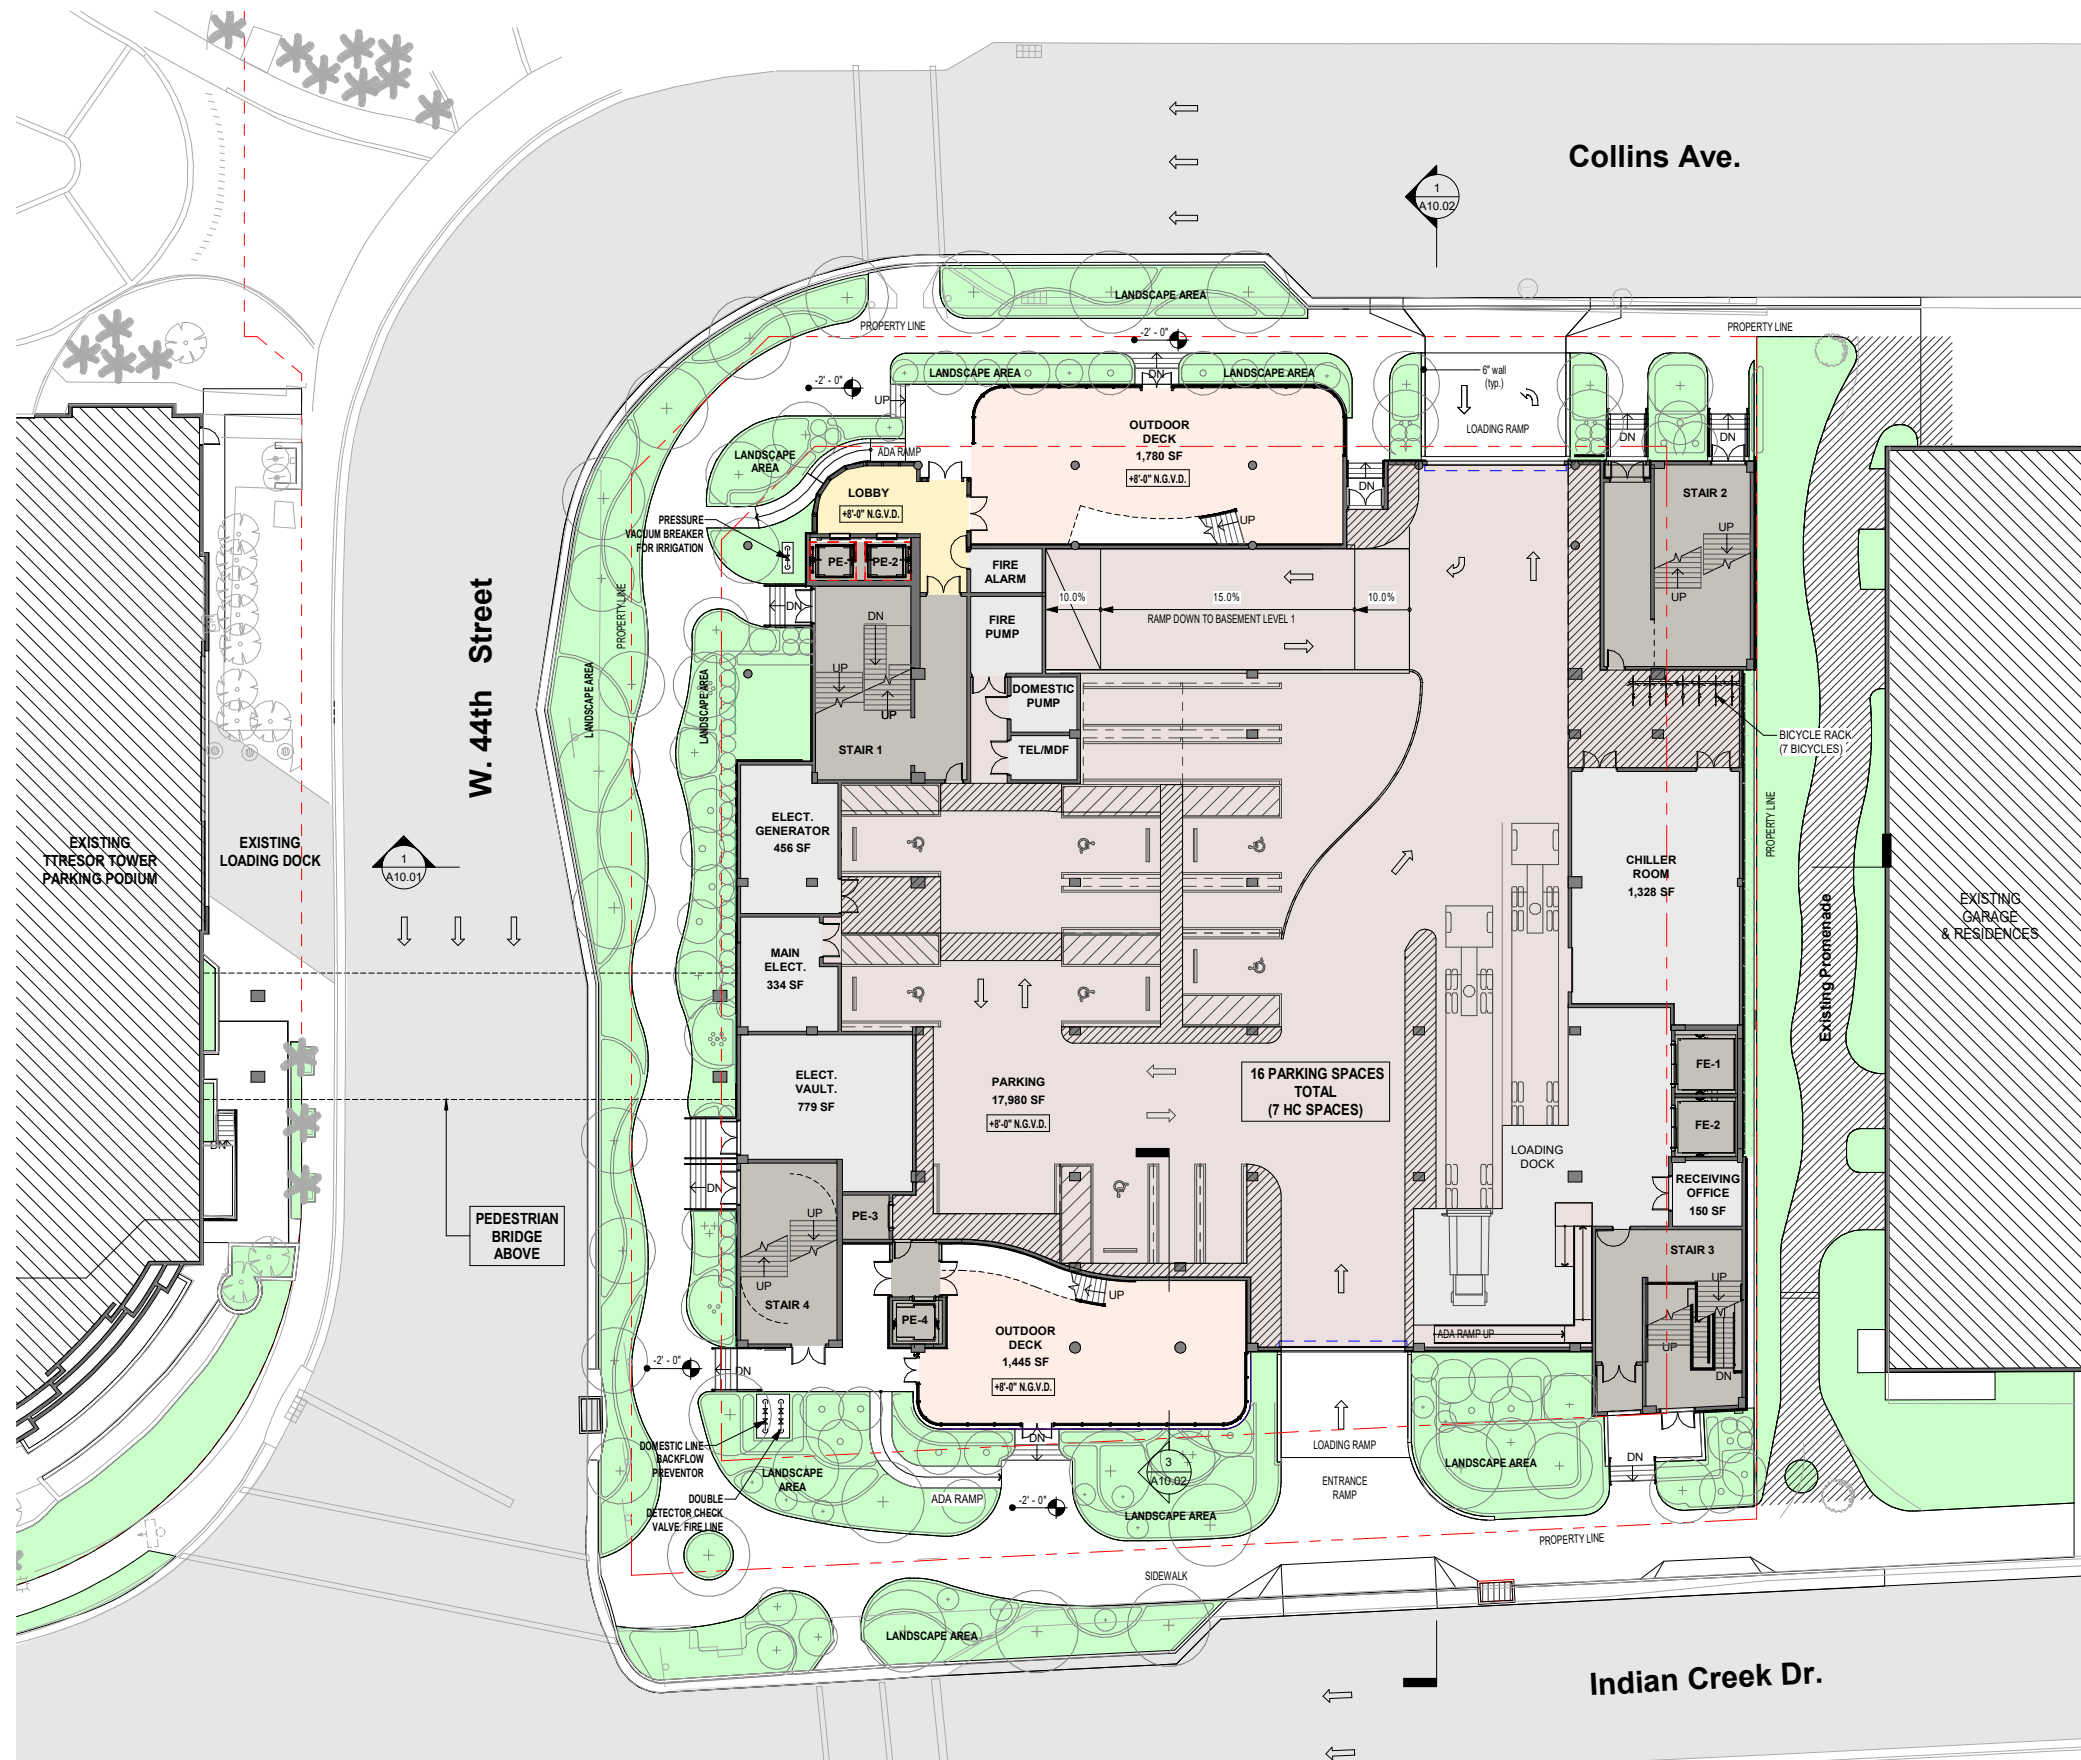 Collins Ave.
1
A10.02
LANDSCAPE AREA
PROPERTY LINE
-2' - 0"
PROPERTY LINE
DN
LANDSCAPE AREA
LANDSCAPE AREA
6" wall
(typ.)
-2' - 0"
UP
LOADING RAMP
OUTDOOR
DECK
1,780 SF
+8'-0" N.G.V.D.
DN
DN
LANDSCAPE
AREA
ADA RAMP
LOBBY
+8'-0" N.G.V.D.
DN
STAIR 2
UP
UP
PRESSURE
VACUUM BREAKER
FOR IRRIGATION
UP
PE-1
PE-2
FIRE
ALARM
10.0%
15.0%
10.0%
RAMP DOWN TO BASEMENT LEVEL 1
DN
DN
FIRE
PUMP
PROPERTY LINE
W. 44th Street
UP
UP
STAIR 1
DOMESTIC
PUMP
TEL/MDF
LANDSCAPE AREA
LANDSCAPE AREA
BICYCLE RACK
(7 BICYCLES)
PROPERTY LINE
ELECT.
GENERATOR
456 SF
EXISTING
TTRESOR TOWER
PARKING PODIUM
EXISTING
LOADING DOCK
1
A10.01
CHILLER
ROOM
1,328 SF
EXISTING
GARAGE
& RESIDENCES
Existing Promenade
MAIN
ELECT.
334 SF
ELECT.
VAULT.
779 SF
PARKING
17,980 SF
+8'-0" N.G.V.D.
16 PARKING SPACES
TOTAL
(7 HC SPACES)
FE-1
FE-2
DN
LOADING
DOCK
RECEIVING
OFFICE
150 SF
DN
PEDESTRIAN
BRIDGE
ABOVE
UP
UP
PE-3
STAIR 4
STAIR 3
UP
UP
DN
UP
PE-4
OUTDOOR
DECK
1,445 SF
+8'-0" N.G.V.D.
ADA RAMP UP
-2' - 0"
DN
DOMESTIC LINE
BACKFLOW
PREVENTOR
DN
LOADING RAMP
3
A10.02
LANDSCAPE AREA
DN
LANDSCAPE
AREA
ENTRANCE
RAMP
DOUBLE
DETECTOR CHECK
VALVE. FIRE LINE
ADA RAMP
-2' - 0"
LANDSCAPE AREA
PROPERTY LINE
SIDEWALK
LANDSCAPE AREA
Indian Creek Dr.